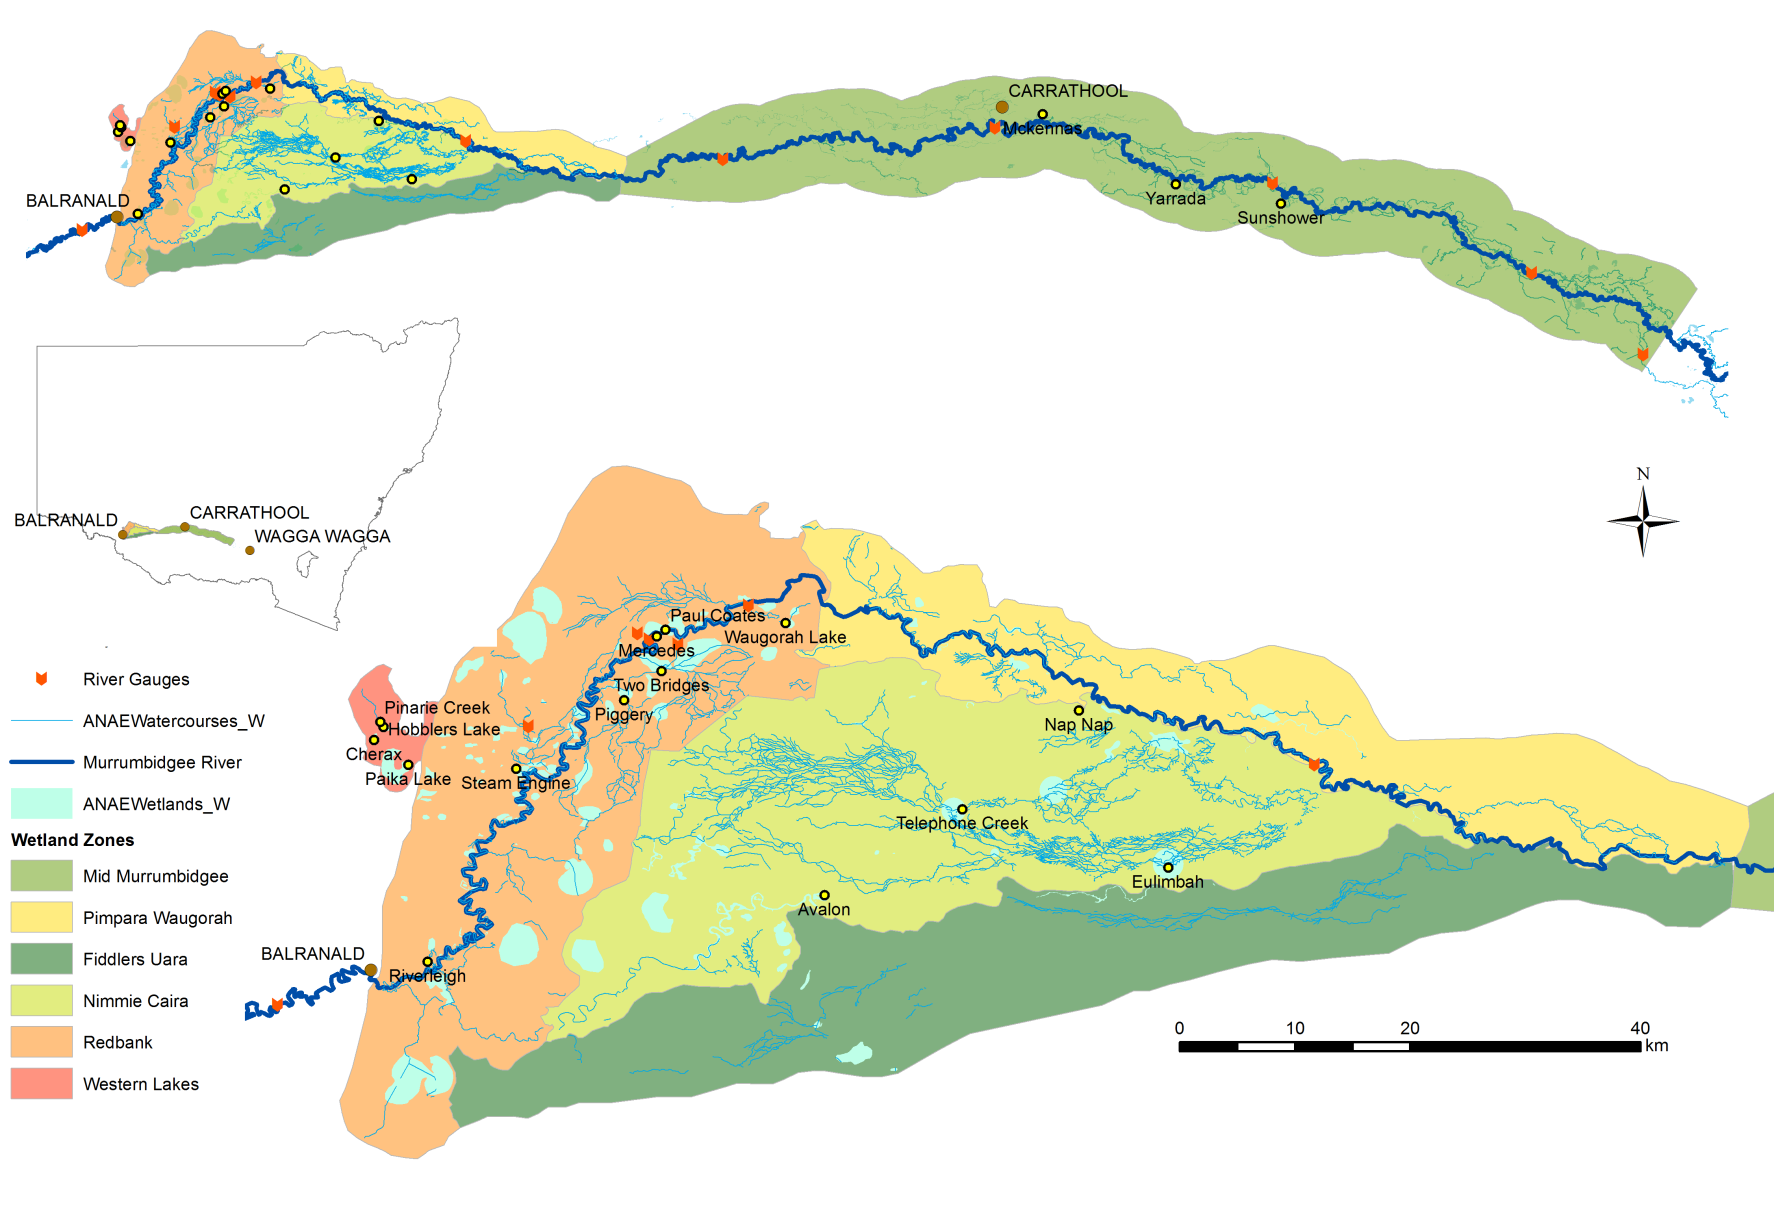 CARRATHOOL
Mckennas
BALRANALD
Yarrada
Sunshower
BALRANALD
CARRATHOOL
WAGGA WAGGA
N
River Gauges
ANAEWatercourses_W
Murrumbidgee River
ANAEWetlands_W
Wetland Zones
Mid Murrumbidgee
Pimpara Waugorah
Fiddlers Uara
Nimmie Caira
Redbank
Western Lakes
Paul Coates
Waugorah Lake
Mercedes
Two Bridges
Piggery
Pinarie Creek
Hobblers Lake
Cherax
Paika Lake
Steam Engine
Nap Nap
Telephone Creek
Eulimbah
Avalon
BALRANALD
Riverleigh
0 10 20 40
km